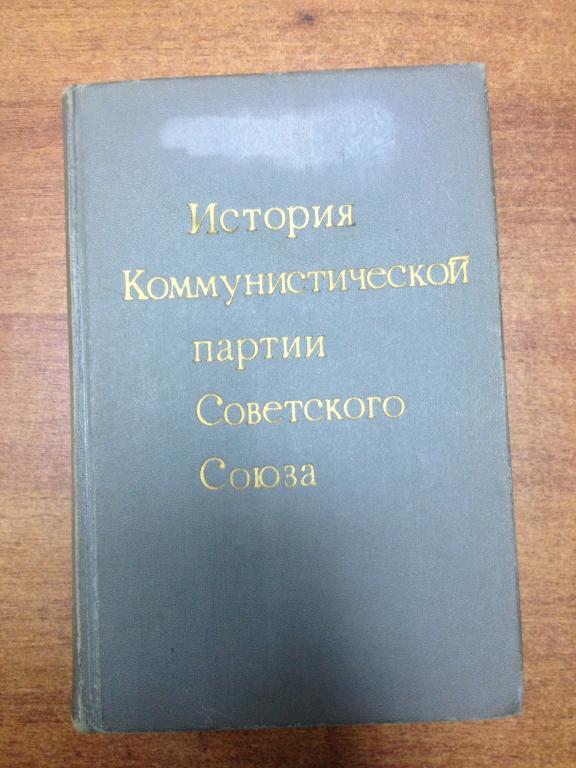 История
Коммунистической
партии
Советского
Союза